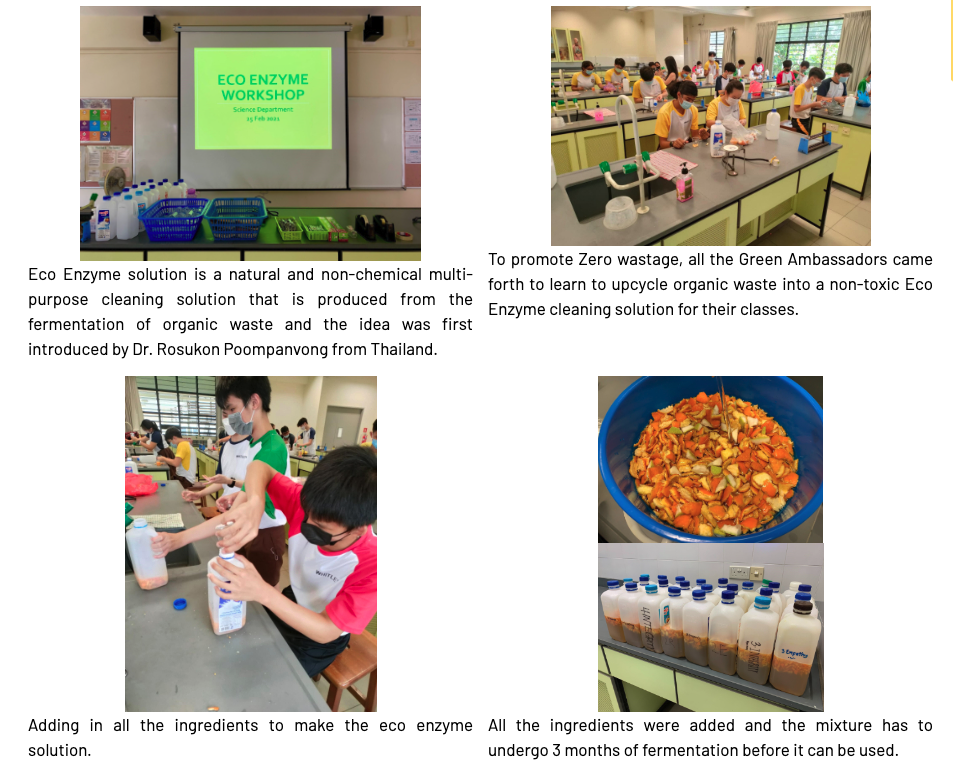 ECO ENZYME
WORKSHOP
Science Department
25 Feb 2021
Eco Enzyme solution is a natural and non-chemical multi-
purpose cleaning solution that is produced from the
fermentation of organic waste and the idea was first
introduced by Dr. Rosukon Poompanvong from Thailand.
To promote Zero wastage, all the Green Ambassadors came
forth to learn to upcycle organic waste into a non-toxic Eco
Enzyme cleaning solution for their classes.
Adding in all the ingredients to make the eco enzyme
solution.
All the ingredients were added and the mixture has to
undergo 3 months of fermentation before it can be used.